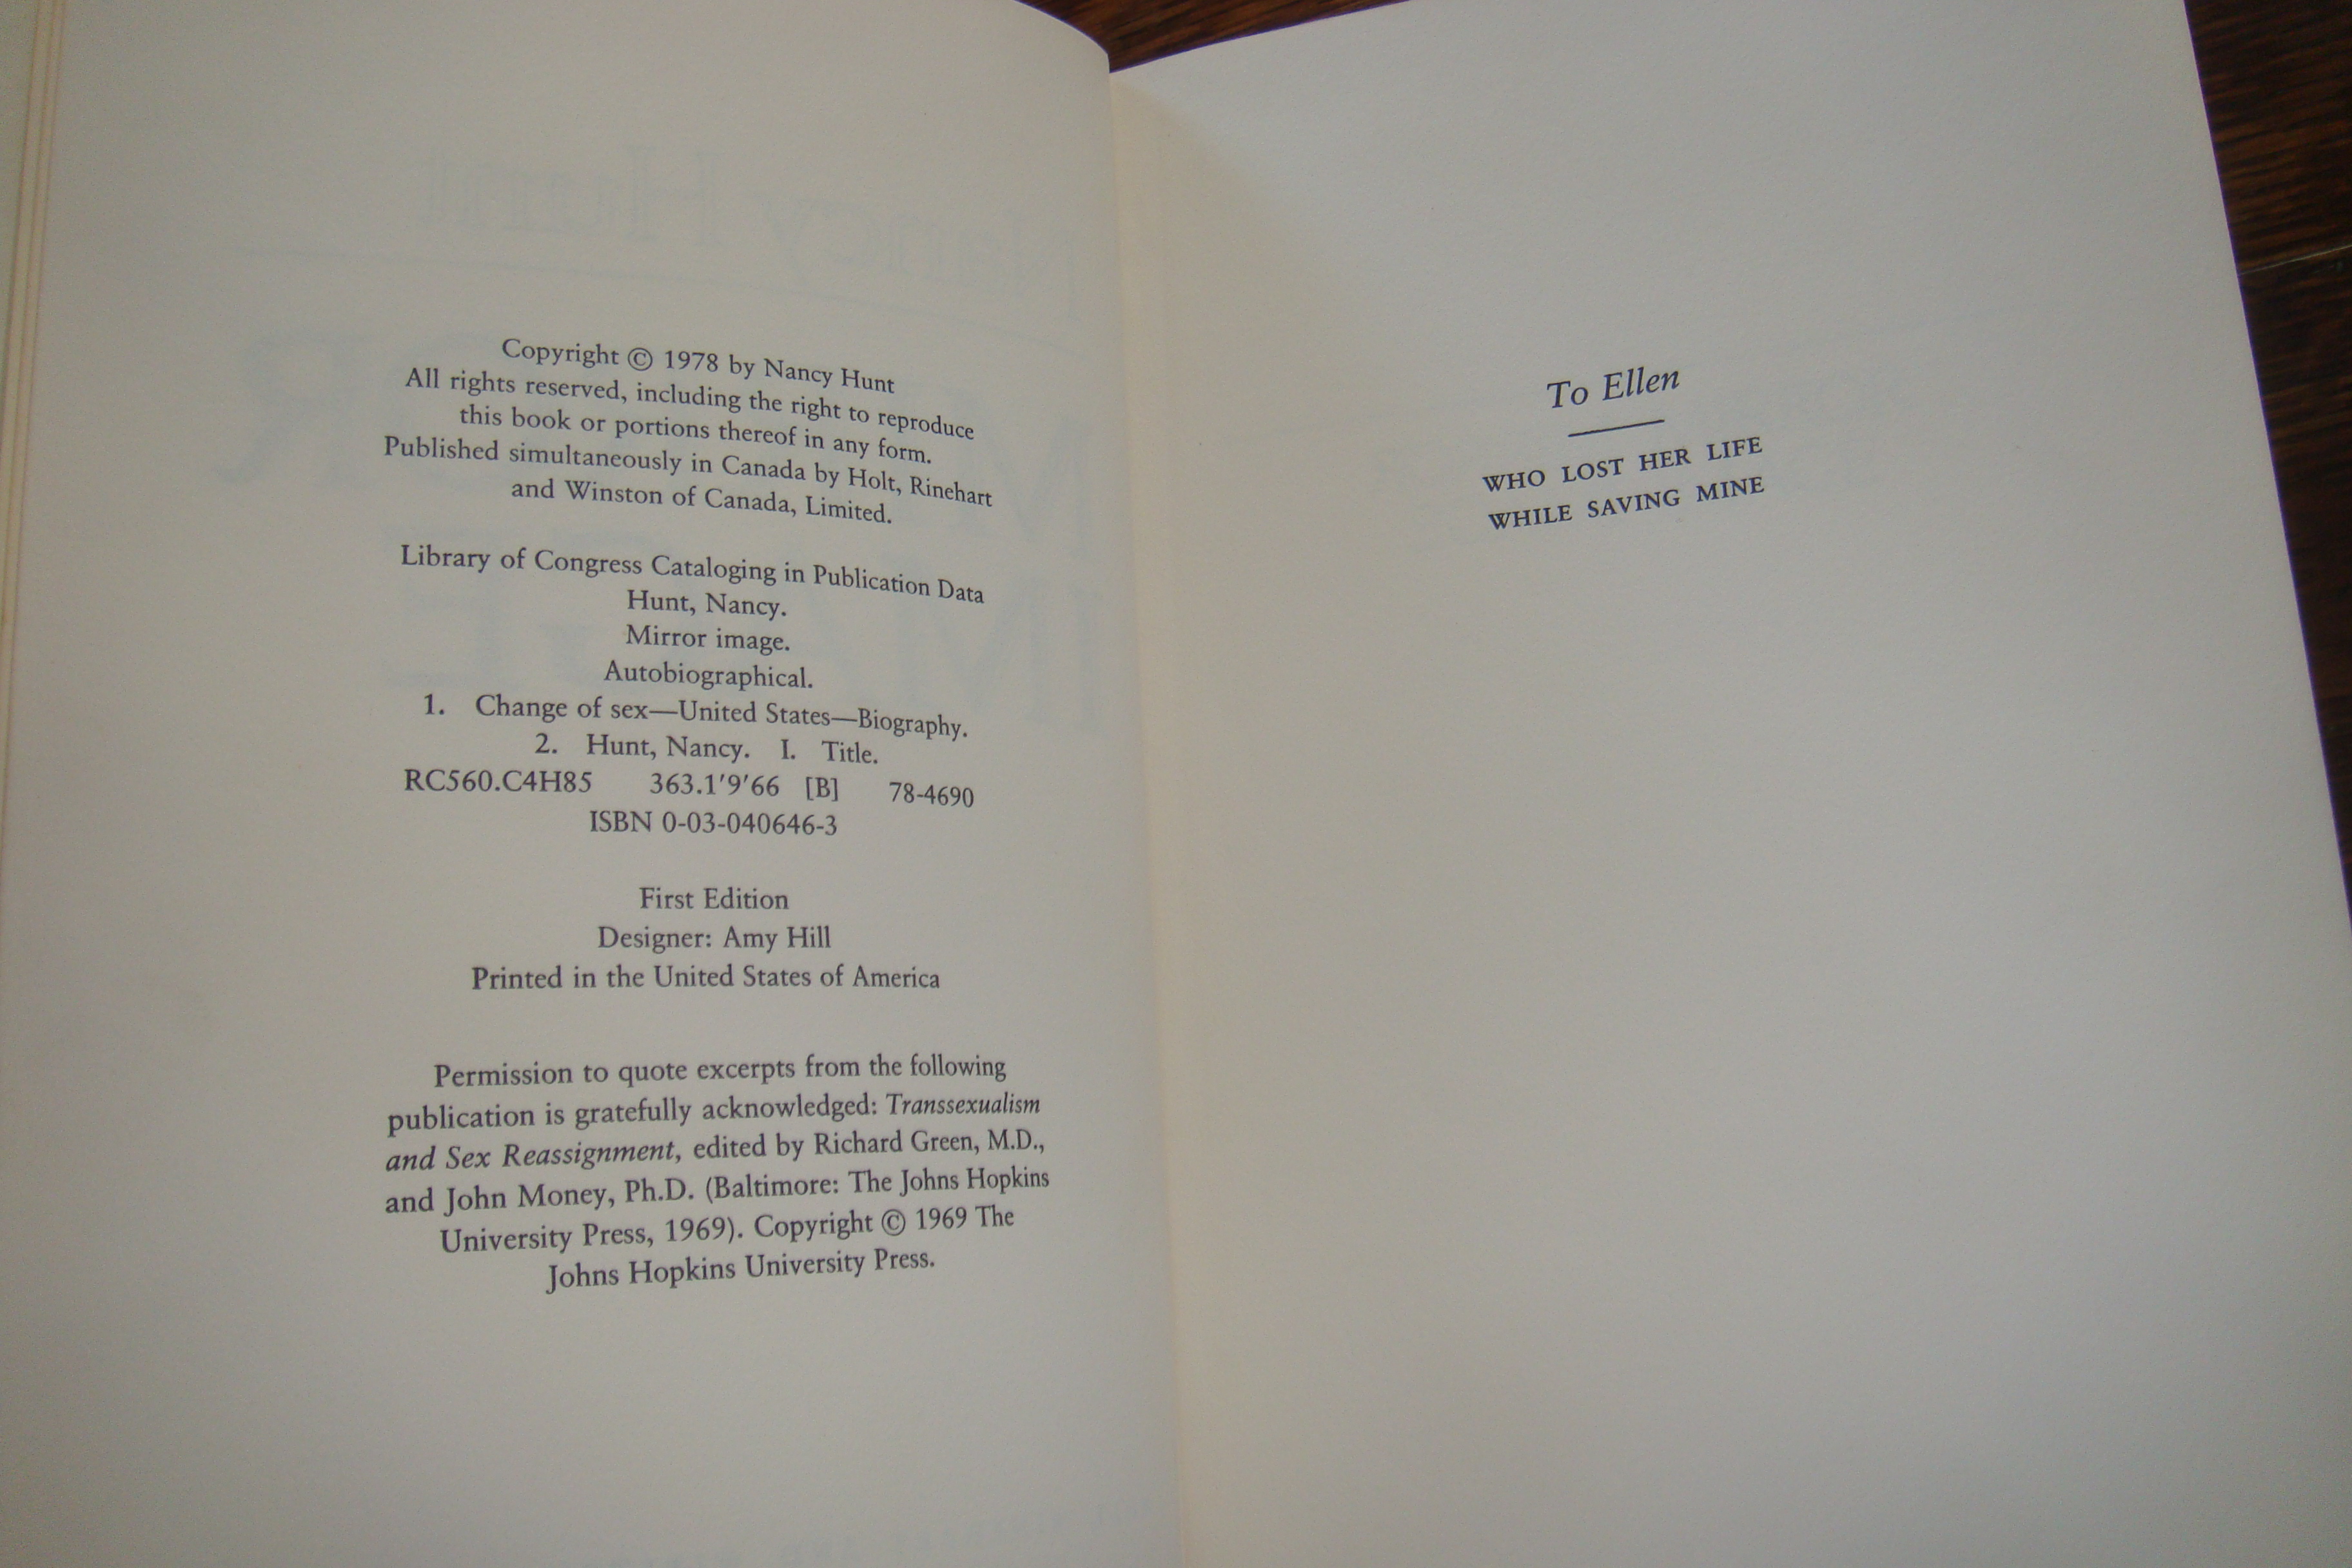 Copyright © 1978 by Nancy Hunt
All rights reserved, including the right to reproduce
this book or portions thereof in any form.
Published simultaneously in Canada by Holt, Rinehart
and Winston of Canada, Limited.
Library of Congress Cataloging in Publication Data
Hunt, Nancy.
Mirror image.
Autobiographical.
1. Change of sex—United States—Biography.
2. Hunt, Nancy. I. Title.
RC560.C4H85 363.1′9′66 [B] 78-4690
ISBN 0-03-040646-3
First Edition
Designer: Amy Hill
Printed in the United States of America
Permission to quote excerpts from the following
publication is gratefully acknowledged: Transsexualism
and Sex Reassignment, edited by Richard Green, M.D.,
and John Money, Ph.D. (Baltimore: The Johns Hopkins
University Press, 1969). Copyright © 1969 The
Johns Hopkins University Press.
To Ellen
WHO LOST HER LIFE
WHILE SAVING MINE